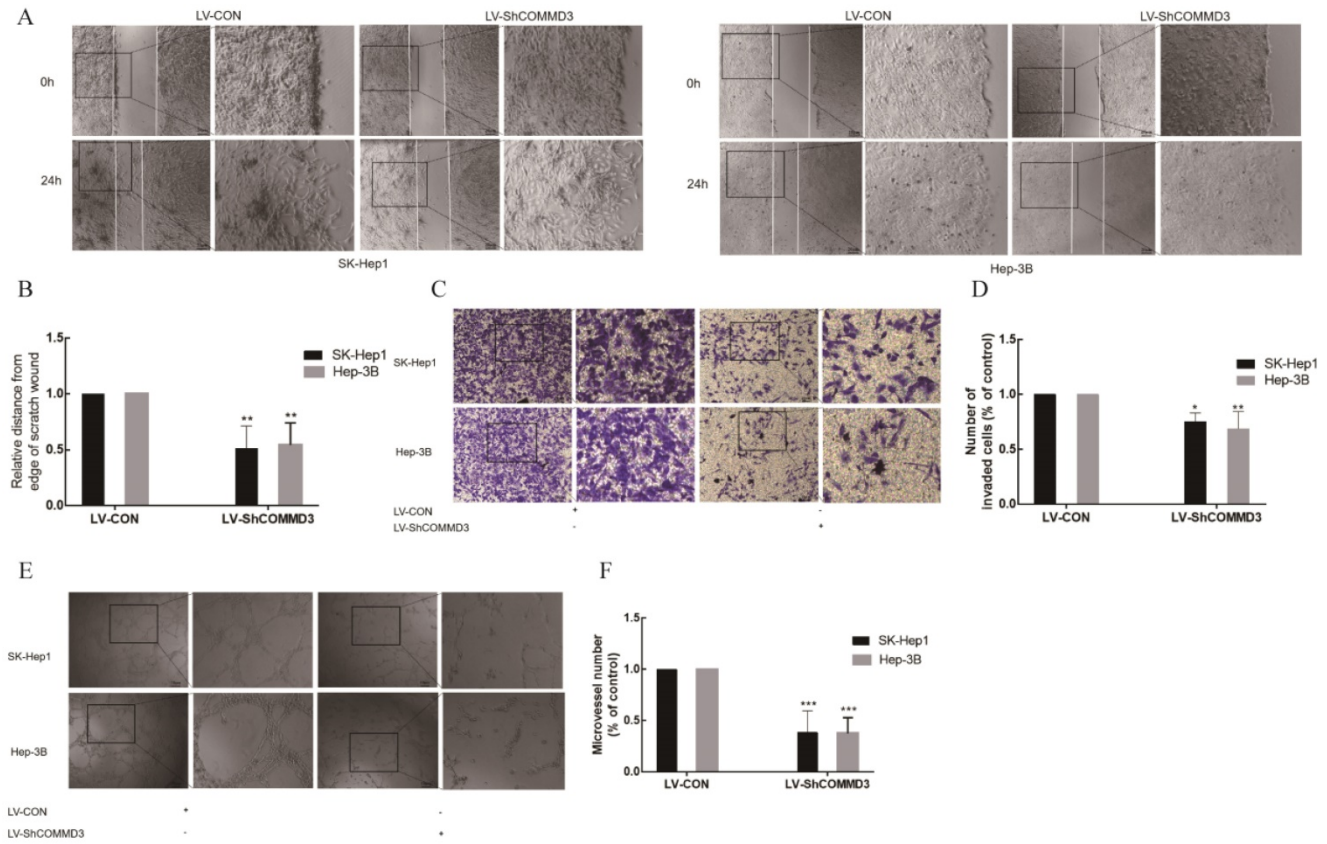 A
LV-CON
LV-ShCOMMD3
LV-CON
LV-ShCOMMD3
0h
24h
0h
24h
SK-Hep1
Hep-3B
B
Relative distance from
edge of scratch wound
1.5
1.0
0.5
0.0
SK-Hep1
Hep-3B
** **
LV-CON
LV-ShCOMMD3
C
SK-Hep1
Hep-3B
LV-CON + -
LV-ShCOMMD3 - +
D
Number of
Invaded cells (% of control)
1.5
1.0
0.5
0.0
SK-Hep1
Hep-3B
* **
LV-CON
LV-ShCOMMD3
E
SK-Hep1
Hep-3B
LV-CON + -
LV-ShCOMMD3 - +
F
Microvessel number
(% of control)
1.5
1.0
0.5
0.0
SK-Hep1
Hep-3B
*** ***
LV-CON
LV-ShCOMMD3